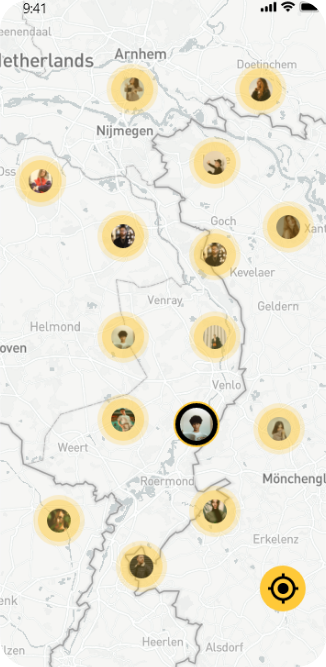 9:41
eenendaal
Arnhem
Netherlands
Doetinchem
Nijmegen
Oss
Goch
Xant
Kevelaer
Venray
Geldern
Helmond
oven
Venlo
Weert
Roermond
Mönchengl
Erkelenz
enk
Heerlen
Alsdorf
lzen